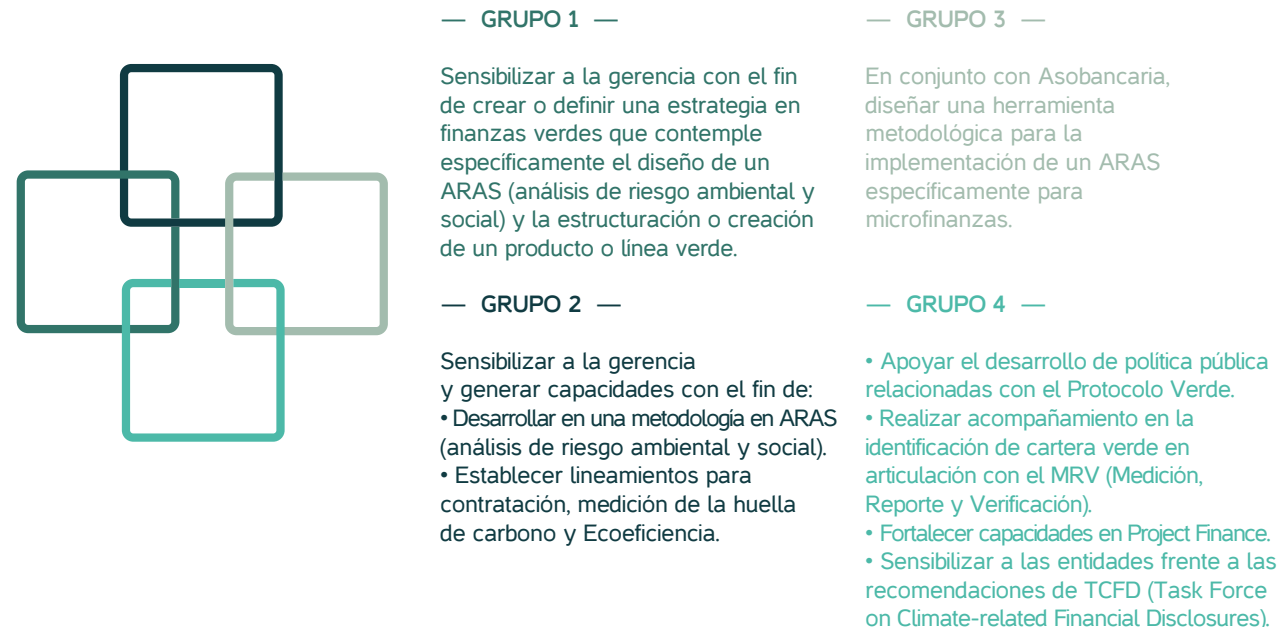 — GRUPO 1 —
Sensibilizar a la gerencia con el fin
de crear o definir una estrategia en
finanzas verdes que contemple
específicamente el diseño de un
ARAS (análisis de riesgo ambiental y
social) y la estructuración o creación
de un producto o línea verde.
— GRUPO 2 —
Sensibilizar a la gerencia
y generar capacidades con el fin de:
• Desarrollar en una metodología en ARAS
(análisis de riesgo ambiental y social).
• Establecer lineamientos para
contratación, medición de la huella
de carbono y Ecoeficiencia.
— GRUPO 3 —
En conjunto con Asobancaria,
diseñar una herramienta
metodológica para la
implementación de un ARAS
específicamente para
microfinanzas.
— GRUPO 4 —
• Apoyar el desarrollo de política pública
relacionadas con el Protocolo Verde.
• Realizar acompañamiento en la
identificación de cartera verde en
articulación con el MRV (Medición,
Reporte y Verificación).
• Fortalecer capacidades en Project Finance.
• Sensibilizar a las entidades frente a las
recomendaciones de TCFD (Task Force
on Climate-related Financial Disclosures).